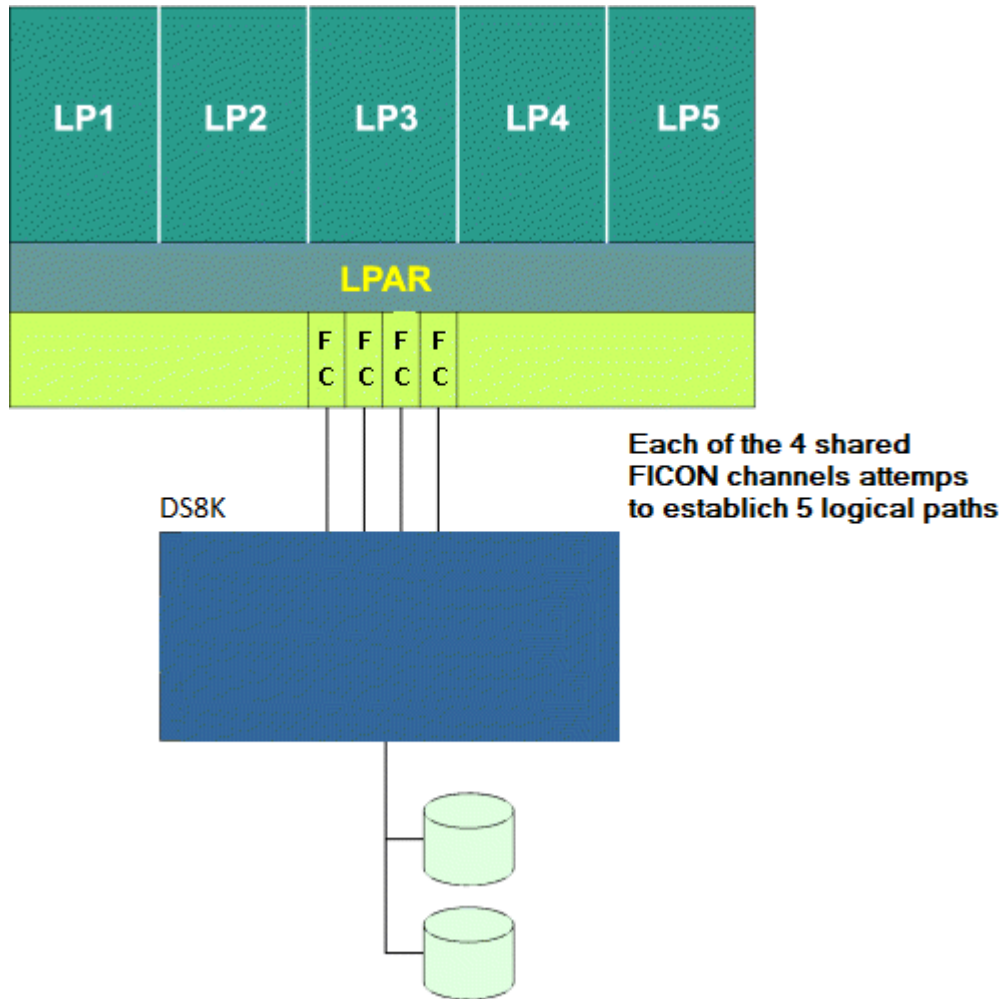 LP1 LP2 LP3 LP4 LP5
LPAR
F F F F
C C C C
Each of the 4 shared
FICON channels attemps
to establich 5 logical paths
DS8K